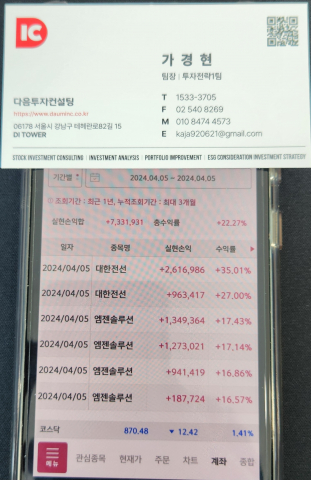 IC
가 경 현
팀장 | 투자전략1팀
다음투자컨설팅
https://www.dauminc.co.kr
06178 서울시 강남구 테헤란로82길 15
DI TOWER
T 1533-3705
F 02 540 8269
M 010 8474 4573
E kaja920621@gmail.com
STOCK INVESTMENT CONSULTING | INVESTMENT ANALYSIS | PORTFOLIO IMPROVEMENT | ESG CONSIDERATION INVESTMENT STRATEGY
기간별 2024.04.05 ~ 2024.04.05
조회기간 : 최근 1년, 누적조회기간 : 최대 3개월
실현손익합 +7,331,931 총수익률 +22,27%
일자 종목명 실현손익 수익률
2024/04/05 대한전선 +2,616,986 +35,01%
2024/04/05 대한전선 +963,417 +27,00%
2024/04/05 엠젠솔루션 +1,349,364 +17,43%
2024/04/05 엠젠솔루션 +1,273,021 +17,14%
2024/04/05 엠젠솔루션 +941,419 +16,86%
2024/04/05 엠젠솔루션 +187,724 +16,57%
코스닥 870.48 ▼ 12.42 1.41%
메뉴 관심종목 현재가 주문 차트 계좌 종합